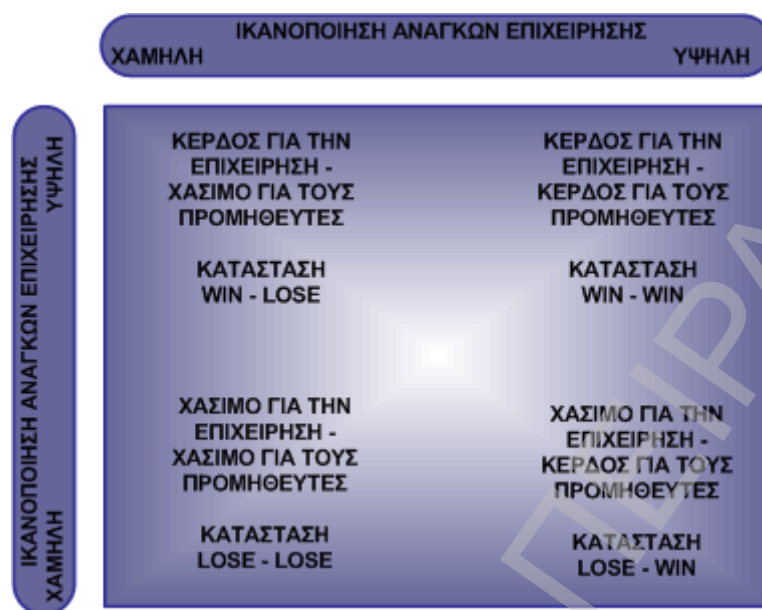 ΙΚΑΝΟΠΟΙΗΣΗ ΑΝΑΓΚΩΝ ΕΠΙΧΕΙΡΗΣΗΣ
ΧΑΜΗΛΗ ΥΨΗΛΗ
ΙΚΑΝΟΠΟΙΗΣΗ ΑΝΑΓΚΩΝ ΕΠΙΧΕΙΡΗΣΗΣ
ΧΑΜΗΛΗ ΥΨΗΛΗ
ΚΕΡΔΟΣ ΓΙΑ ΤΗΝ
ΕΠΙΧΕΙΡΗΣΗ -
ΧΑΣΙΜΟ ΓΙΑ ΤΟΥΣ
ΠΡΟΜΗΘΕΥΤΕΣ
ΚΑΤΑΣΤΑΣΗ
WIN - LOSE
ΚΕΡΔΟΣ ΓΙΑ ΤΗΝ
ΕΠΙΧΕΙΡΗΣΗ -
ΚΕΡΔΟΣ ΓΙΑ ΤΟΥΣ
ΠΡΟΜΗΘΕΥΤΕΣ
ΚΑΤΑΣΤΑΣΗ
WIN - WIN
ΧΑΣΙΜΟ ΓΙΑ ΤΗΝ
ΕΠΙΧΕΙΡΗΣΗ -
ΧΑΣΙΜΟ ΓΙΑ ΤΟΥΣ
ΠΡΟΜΗΘΕΥΤΕΣ
ΚΑΤΑΣΤΑΣΗ
LOSE - LOSE
ΧΑΣΙΜΟ ΓΙΑ ΤΗΝ
ΕΠΙΧΕΙΡΗΣΗ -
ΚΕΡΔΟΣ ΓΙΑ ΤΟΥΣ
ΠΡΟΜΗΘΕΥΤΕΣ
ΚΑΤΑΣΤΑΣΗ
LOSE - WIN